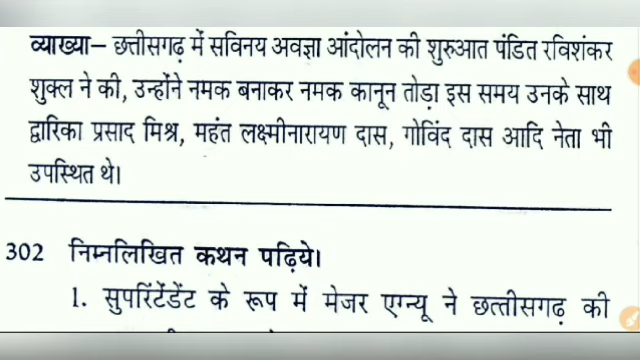 व्याख्या– छत्तीसगढ़ में सविनय अवज्ञा आंदोलन की शुरुआत पंडित रविशंकर
शुक्ल ने की, उन्होंने नमक बनाकर नमक कानून तोड़ा इस समय उनके साथ
द्वारिका प्रसाद मिश्र, महंत लक्ष्मीनारायण दास, गोविंद दास आदि नेता भी
उपस्थित थे।
302 निम्नलिखित कथन पढ़िये।
1. सुपरिंटेंडेंट के रूप में मेजर एग्न्यू ने छत्तीसगढ़ की